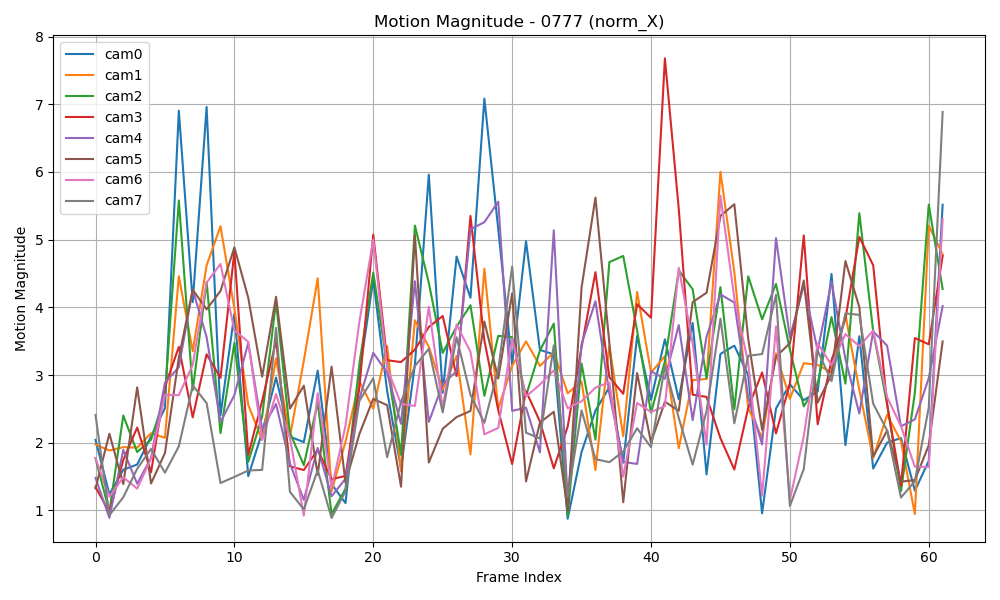 Motion Magnitude - 0777 (norm_X)
8
7
6
5
4
3
2
1
Motion Magnitude
cam0
cam1
cam2
cam3
cam4
cam5
cam6
cam7
0 10 20 30 40 50 60
Frame Index